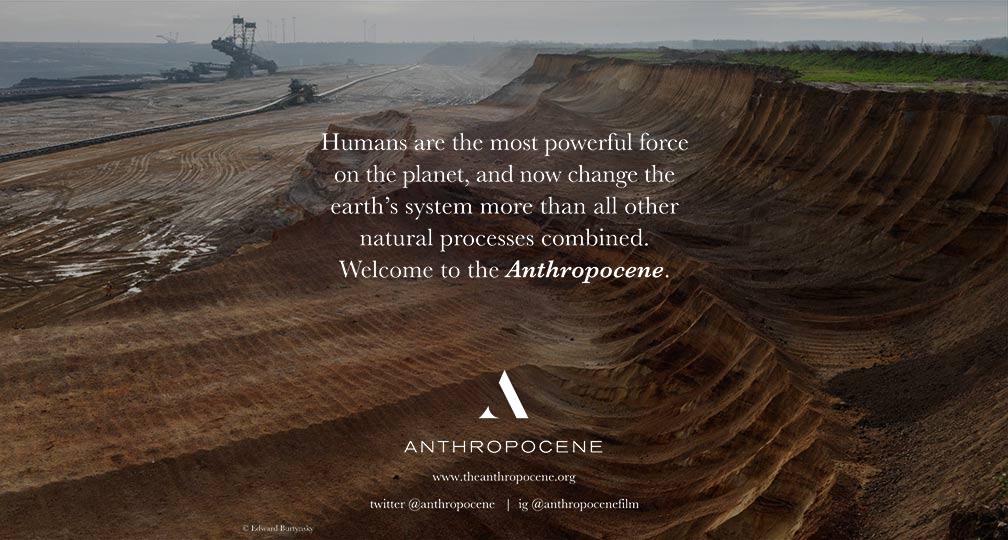 Humans are the most powerful force
on the planet, and now change the
earth’s system more than all other
natural processes combined.
Welcome to the Anthropocene.
ANTHROPOCENE
www.theanthropocene.org
twitter @anthropocene | ig @anthropocenefilm
© Edward Burtynsky